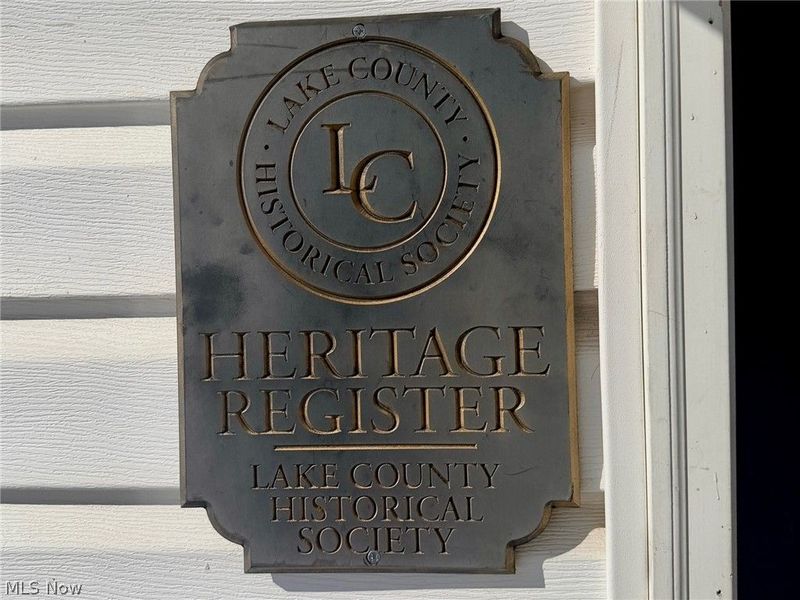 · LAKE COUNTY ·
HISTORICAL SOCIETY
LC
HERITAGE
REGISTER
LAKE COUNTY
HISTORICAL
SOCIETY
MLS Now